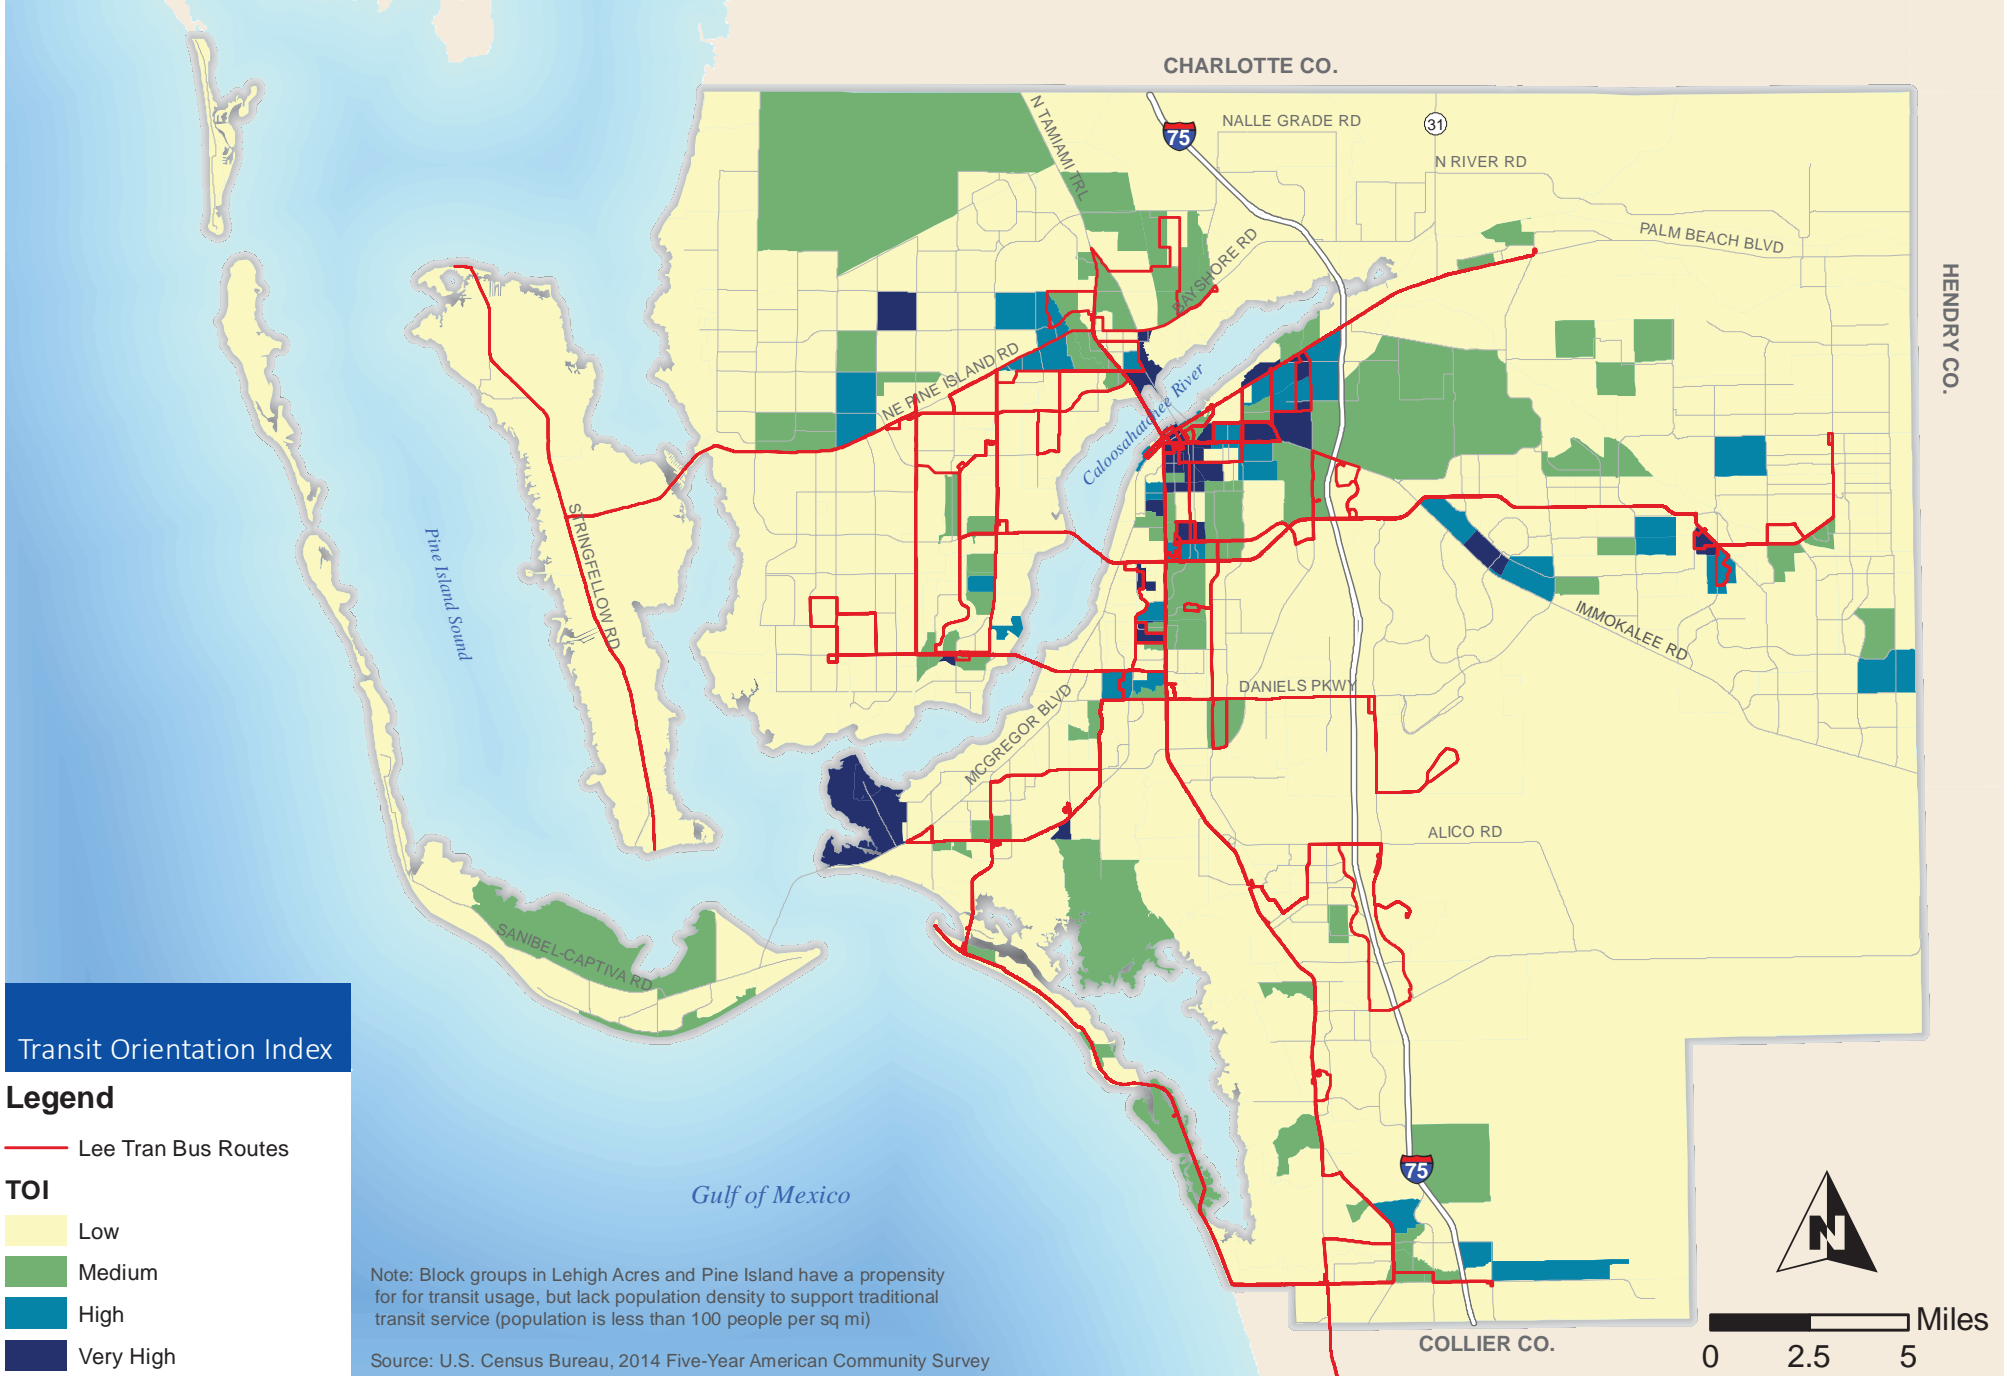 CHARLOTTE CO.
N TAMIAMI TRL
75
NALLE GRADE RD
31
N RIVER RD
PALM BEACH BLVD
BAYSHORE RD
HENDRY CO.
NE PINE ISLAND RD
Caloosahatchee River
Pine Island Sound
STRINGFELLOW RD
IMMOKALEE RD
DANIELS PKWY
MCGREGOR BLVD
ALICO RD
SANIBEL-CAPTIVA RD
75
Gulf of Mexico
COLLIER CO.
N
Miles
0 2.5 5
Transit Orientation Index
Legend
Lee Tran Bus Routes
TOI
Low
Medium
High
Very High
Note: Block groups in Lehigh Acres and Pine Island have a propensity
for for transit usage, but lack population density to support traditional
transit service (population is less than 100 people per sq mi)
Source: U.S. Census Bureau, 2014 Five-Year American Community Survey